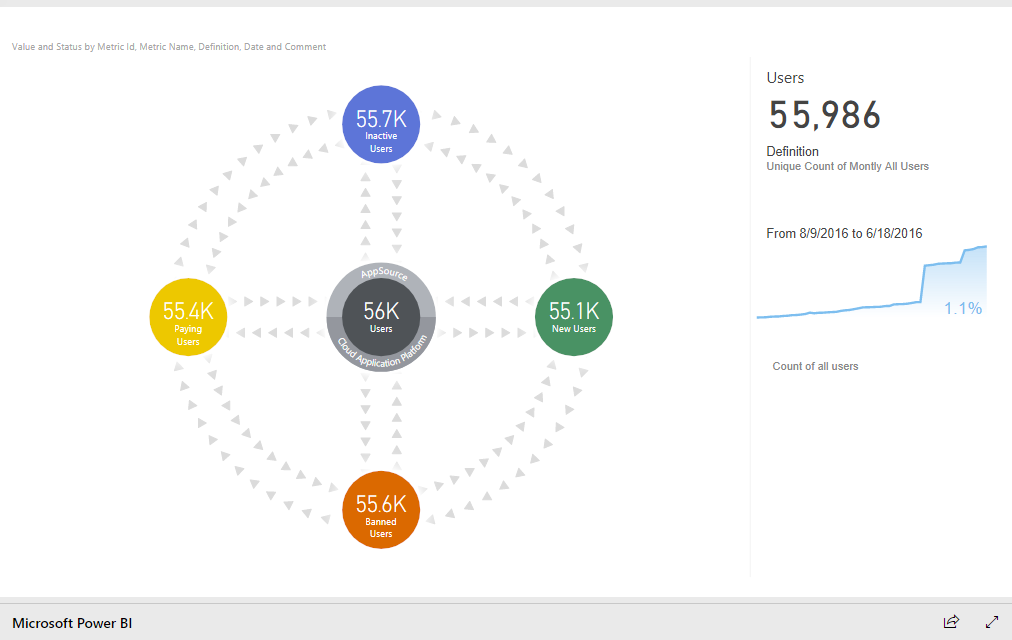 Value and Status by Metric Id, Metric Name, Definition, Date and Comment
55.7K
Inactive
Users
55.4K
Paying
Users
AppSource
56K
Users
Cloud Application Platform
55.1K
New Users
55.6K
Banned
Users
Users
55,986
Definition
Unique Count of Montly All Users
From 8/9/2016 to 6/18/2016
1.1%
Count of all users
Microsoft Power BI